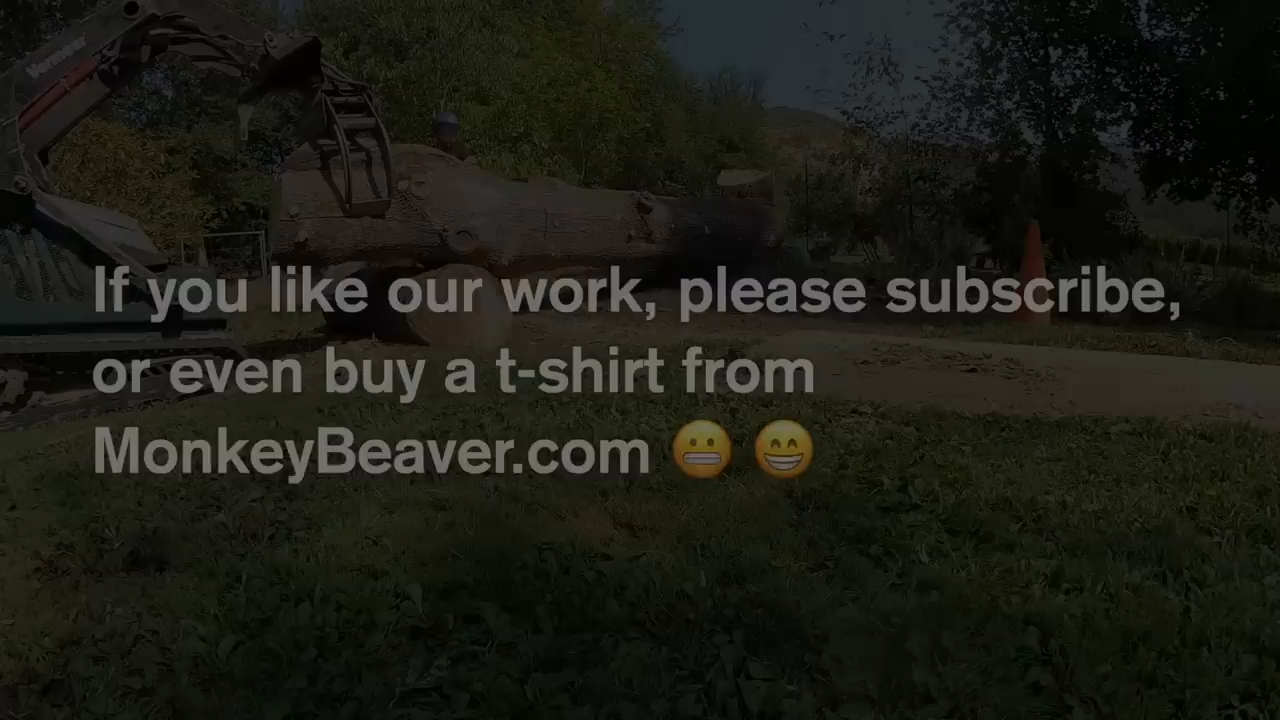 If you like our work, please subscribe,
or even buy a t-shirt from
MonkeyBeaver.com 😬 😄